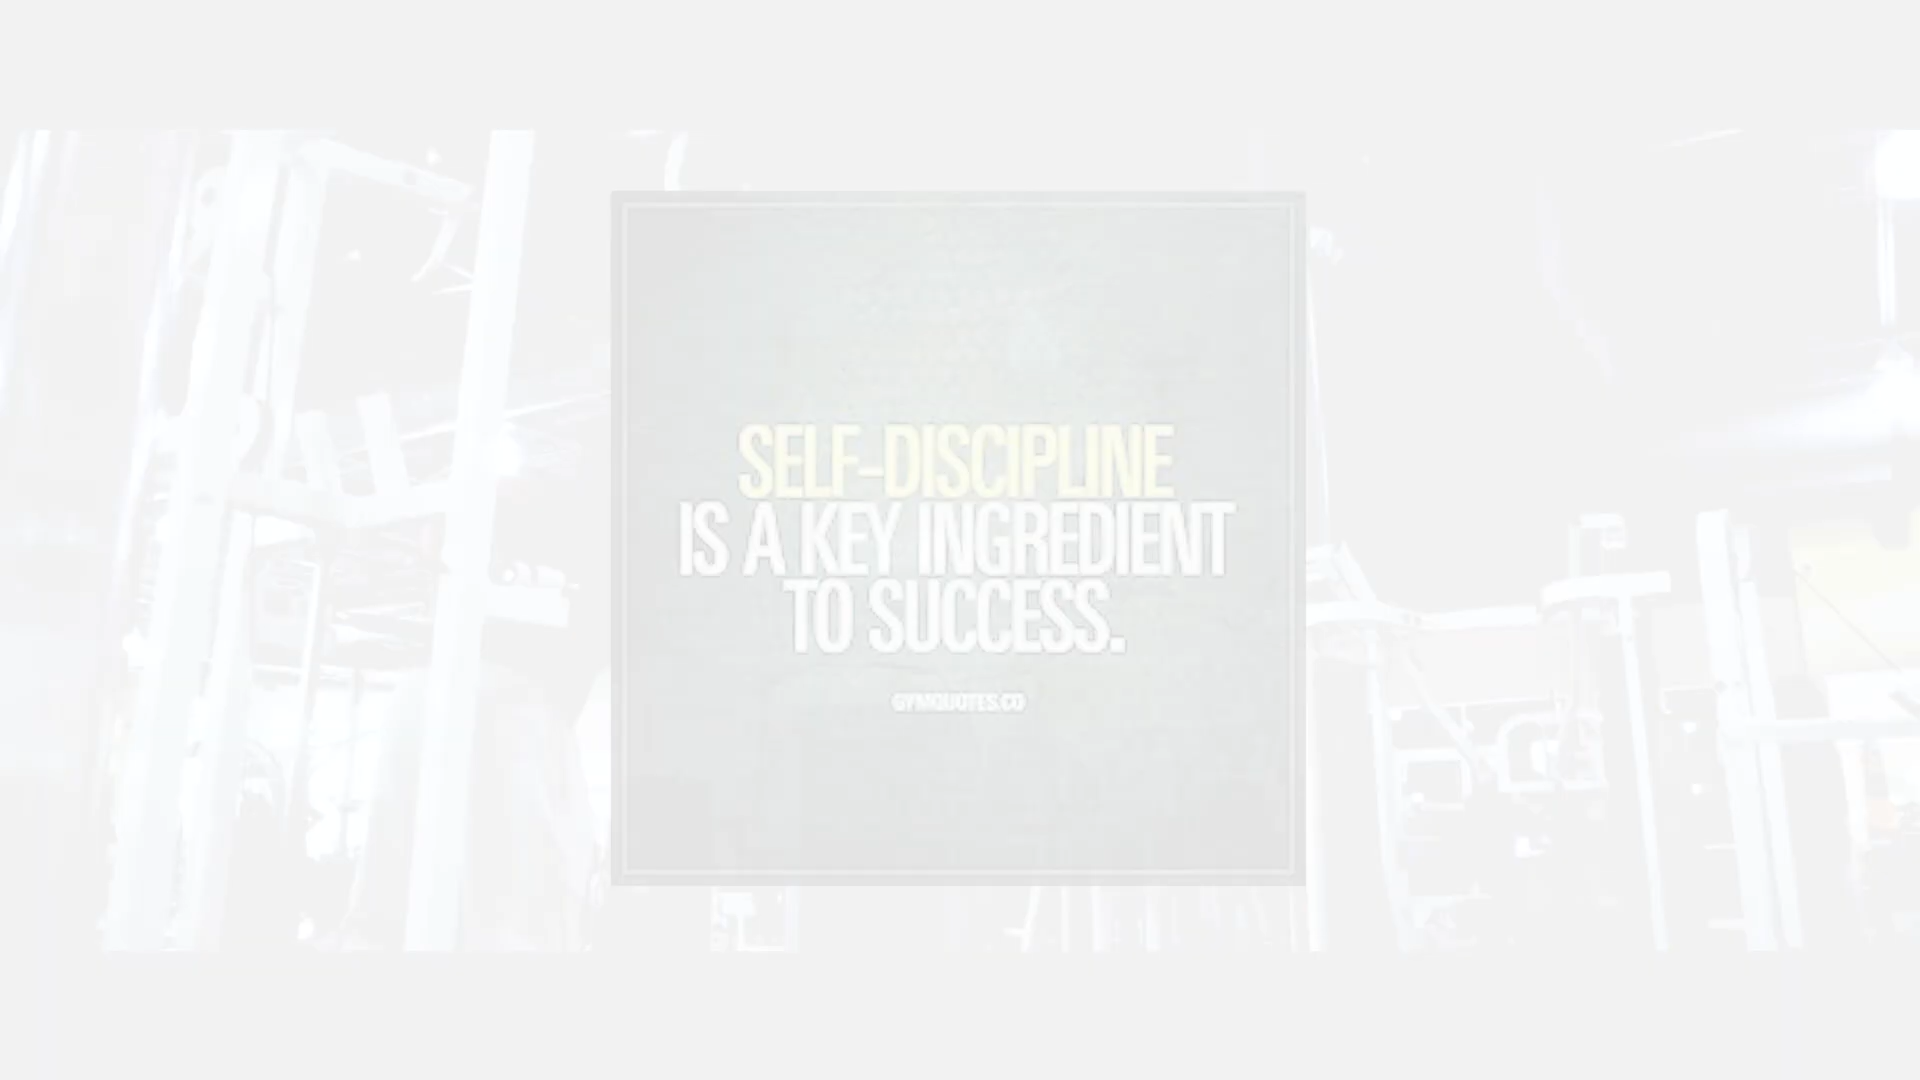 SELF-DISCIPLINE
IS A KEY INGREDIENT
TO SUCCESS.
GYMQUOTES.CO